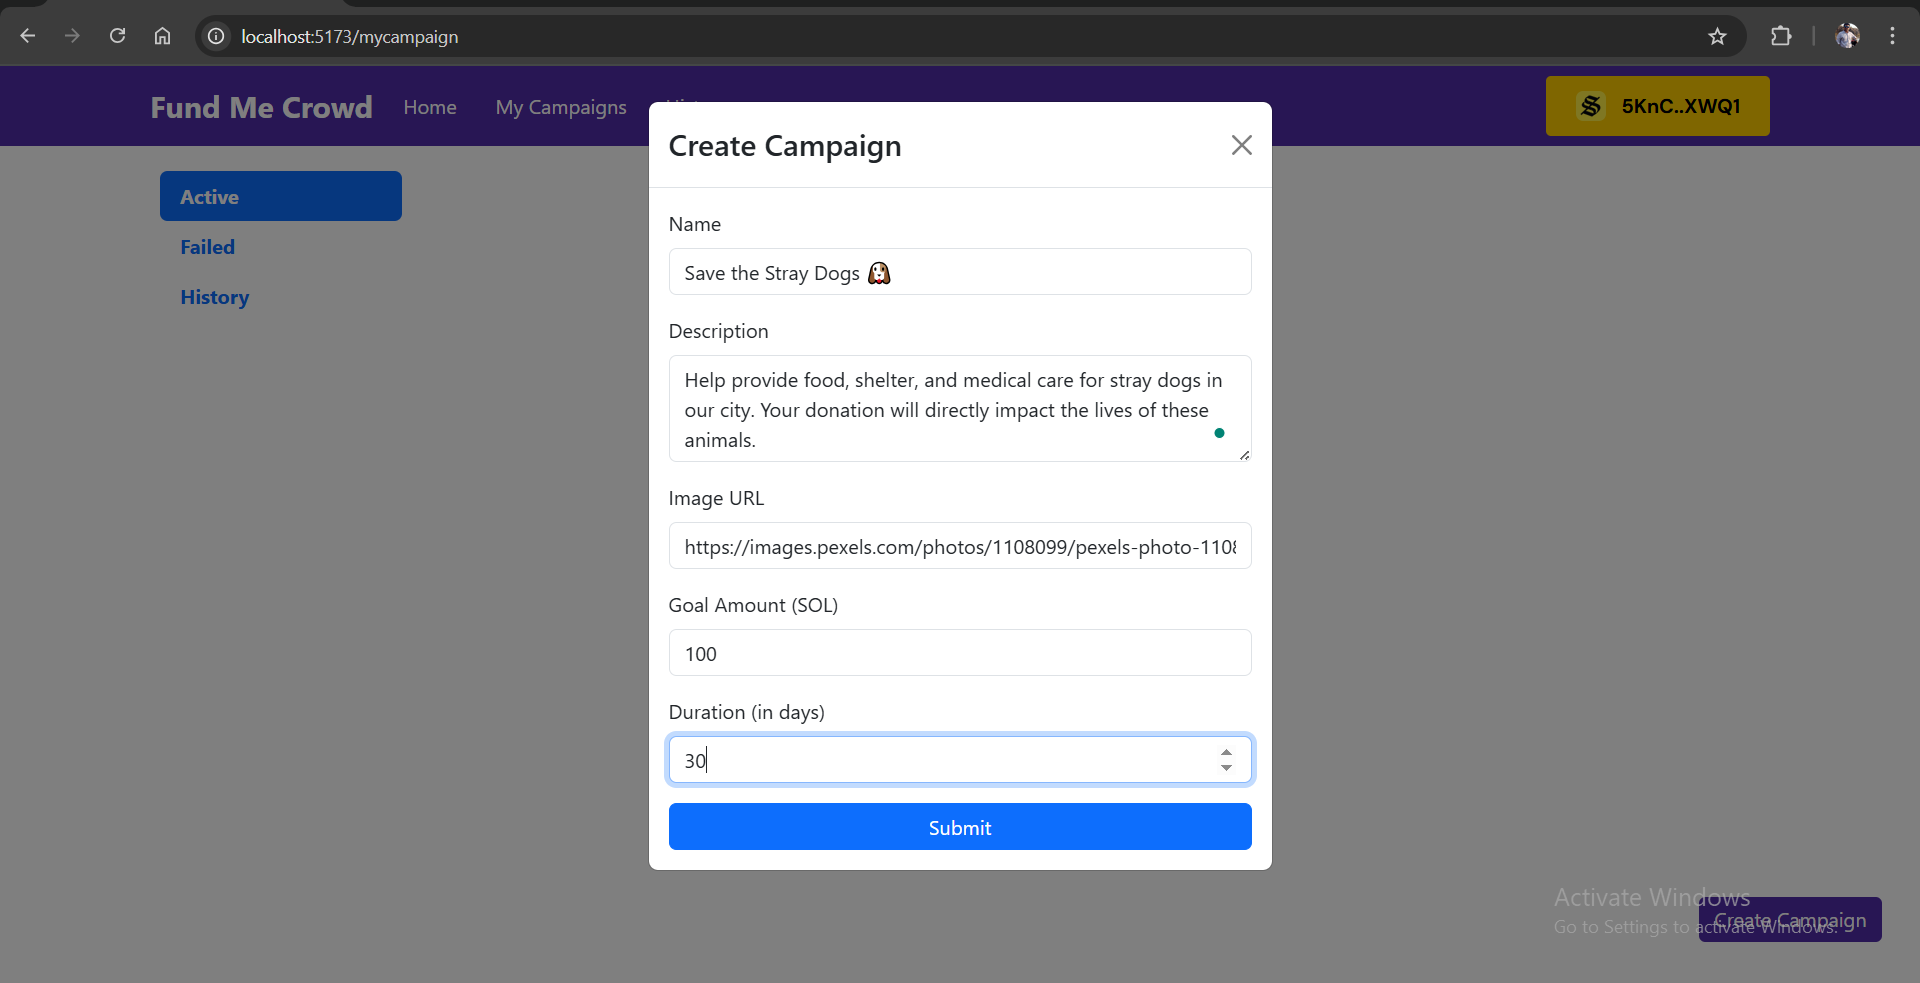 localhost:5173/mycampaign
Fund Me Crowd
Home
My Campaigns
5KnC..XWQ1
Active
Failed
History
Create Campaign
Name
Save the Stray Dogs 🐶
Description
Help provide food, shelter, and medical care for stray dogs in
our city. Your donation will directly impact the lives of these
animals.
Image URL
https://images.pexels.com/photos/1108099/pexels-photo-110
Goal Amount (SOL)
100
Duration (in days)
30
Submit
Activate Windows
Go to Settings to activate Windows.
Create Campaign